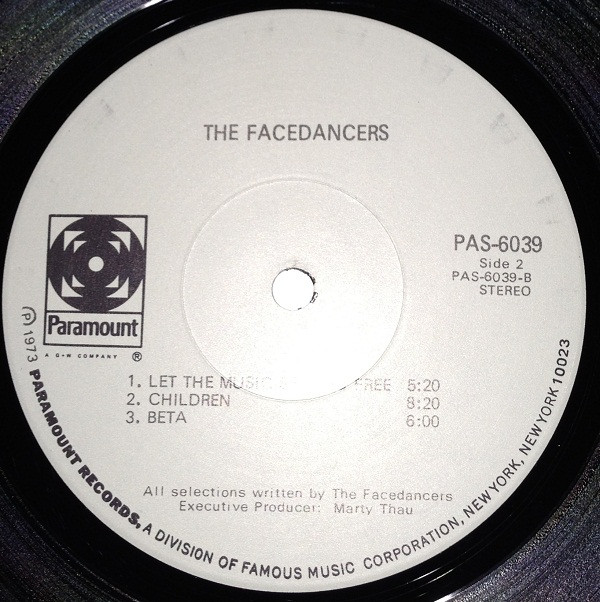 THE FACEDANCERS
PAS-6039
Side 2
PAS-6039-B
STEREO
Paramount
A G+W COMPANY ®
1. LET THE MUSIC FREE 5:20
2. CHILDREN 8:20
3. BETA 6:00
All selections written by The Facedancers
Executive Producer: Marty Thau
℗ 1973 PARAMOUNT RECORDS, A DIVISION OF FAMOUS MUSIC CORPORATION, NEW YORK, NEW YORK 10023